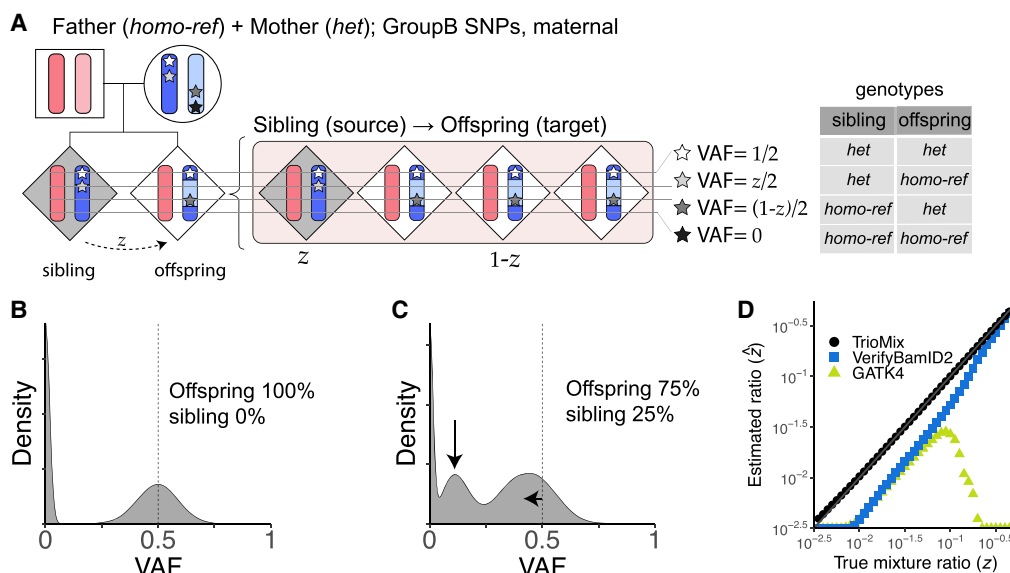 A Father (homo-ref) + Mother (het); GroupB SNPs, maternal
Sibling (source) → Offspring (target)
z
sibling
offspring
z
1-z
VAF= 1/2
VAF= z/2
VAF= (1-z)/2
VAF= 0
genotypes
sibling offspring
het het
het homo-ref
homo-ref het
homo-ref homo-ref
B
Density
Offspring 100%
sibling 0%
0 0.5 1
VAF
C
Density
Offspring 75%
sibling 25%
0 0.5 1
VAF
D
Estimated ratio (ẑ)
10^-0.5
10^-1
10^-1.5
10^-2
10^-2.5
TrioMix
VerifyBamID2
GATK4
10^-2.5 10^-2 10^-1.5 10^-1 10^-0.5
True mixture ratio (z)